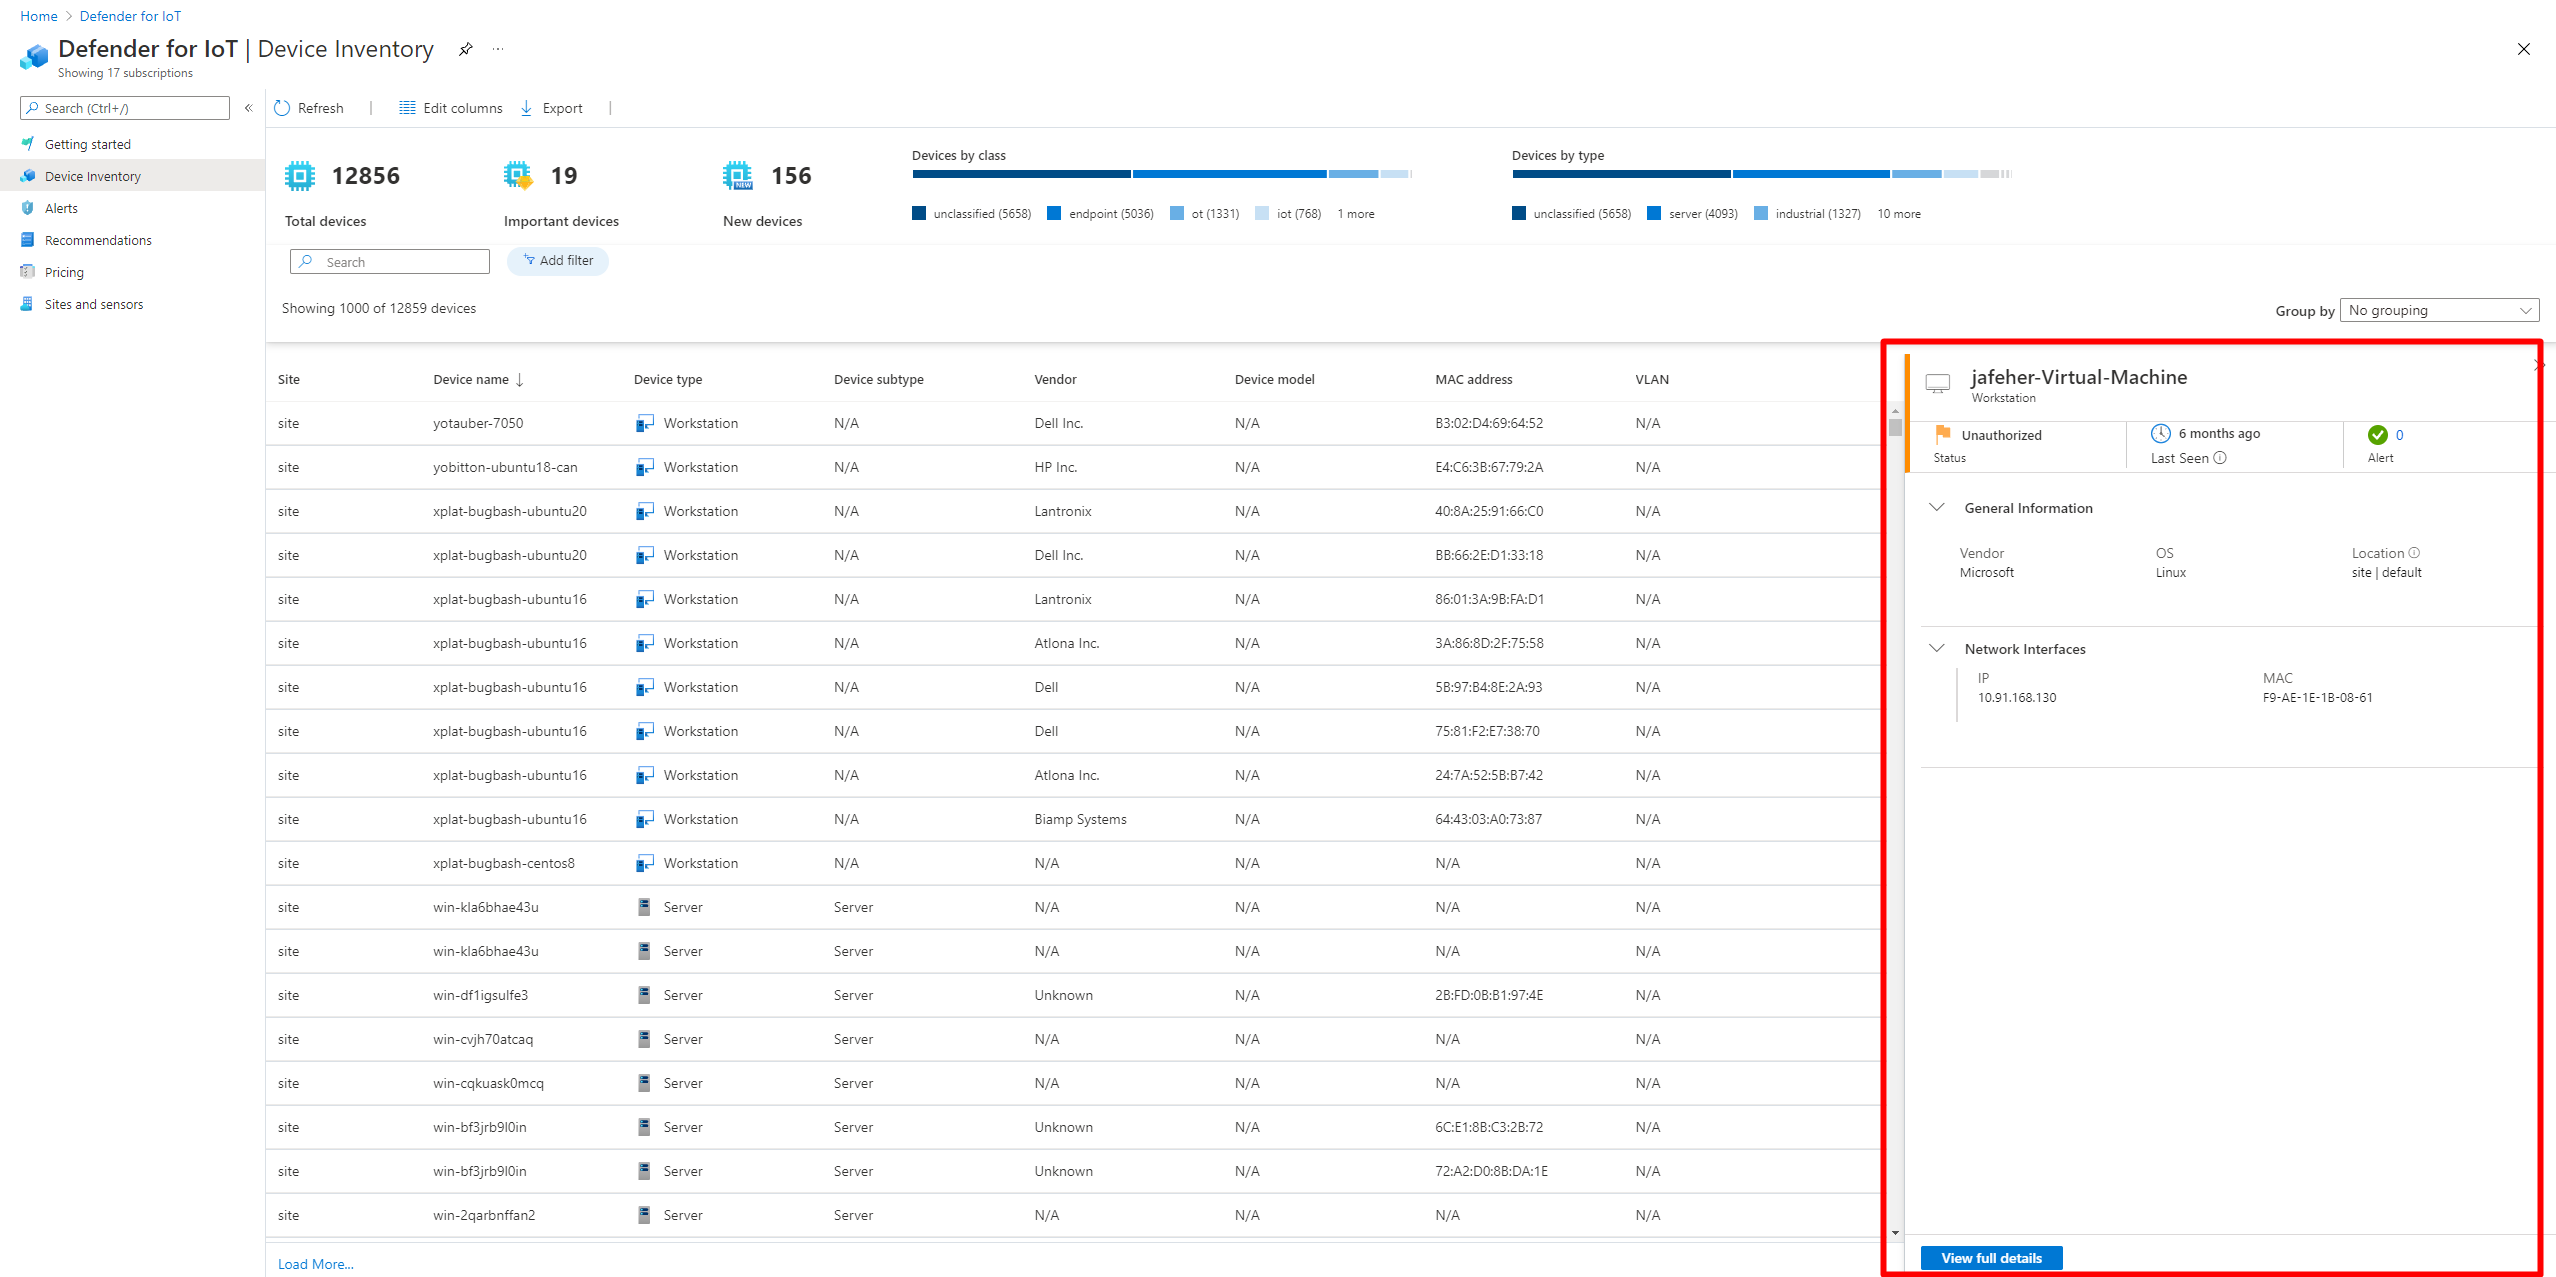 Home > Defender for IoT
Defender for IoT | Device Inventory
Showing 17 subscriptions
Search (Ctrl+/)
Getting started
Device Inventory
Alerts
Recommendations
Pricing
Sites and sensors
Refresh | Edit columns Export |
12856
Total devices
19
Important devices
NEW
156
New devices
Devices by class
unclassified (5658) endpoint (5036) ot (1331) iot (768) 1 more
Devices by type
unclassified (5658) server (4093) industrial (1327) 10 more
Search
Add filter
Showing 1000 of 12859 devices
Group by No grouping
Site Device name ↓ Device type Device subtype Vendor Device model MAC address VLAN
site yotauber-7050 Workstation N/A Dell Inc. N/A B3:02:D4:69:64:52 N/A
site yobitton-ubuntu18-can Workstation N/A HP Inc. N/A E4:C6:3B:67:79:2A N/A
site xplat-bugbash-ubuntu20 Workstation N/A Lantronix N/A 40:8A:25:91:66:C0 N/A
site xplat-bugbash-ubuntu20 Workstation N/A Dell Inc. N/A BB:66:2E:D1:33:18 N/A
site xplat-bugbash-ubuntu16 Workstation N/A Lantronix N/A 86:01:3A:9B:FA:D1 N/A
site xplat-bugbash-ubuntu16 Workstation N/A Atlona Inc. N/A 3A:86:8D:2F:75:58 N/A
site xplat-bugbash-ubuntu16 Workstation N/A Dell N/A 5B:97:B4:8E:2A:93 N/A
site xplat-bugbash-ubuntu16 Workstation N/A Dell N/A 75:81:F2:E7:38:70 N/A
site xplat-bugbash-ubuntu16 Workstation N/A Atlona Inc. N/A 24:7A:52:5B:B7:42 N/A
site xplat-bugbash-ubuntu16 Workstation N/A Biamp Systems N/A 64:43:03:A0:73:87 N/A
site xplat-bugbash-centos8 Workstation N/A N/A N/A N/A N/A
site win-kla6bhae43u Server Server N/A N/A N/A N/A
site win-kla6bhae43u Server Server N/A N/A N/A N/A
site win-df1igsulfe3 Server Server Unknown N/A 2B:FD:0B:B1:97:4E N/A
site win-cvjh70atcaq Server Server N/A N/A N/A N/A
site win-cqkuask0mcq Server Server N/A N/A N/A N/A
site win-bf3jrb9l0in Server Server Unknown N/A 6C:E1:8B:C3:2B:72 N/A
site win-bf3jrb9l0in Server Server Unknown N/A 72:A2:D0:8B:DA:1E N/A
site win-2qarbnffan2 Server Server N/A N/A N/A N/A
Load More...
jafeher-Virtual-Machine
Workstation
Unauthorized
Status
6 months ago
Last Seen
0
Alert
General Information
Vendor OS Location
Microsoft Linux site | default
Network Interfaces
IP MAC
10.91.168.130 F9-AE-1E-1B-08-61
View full details